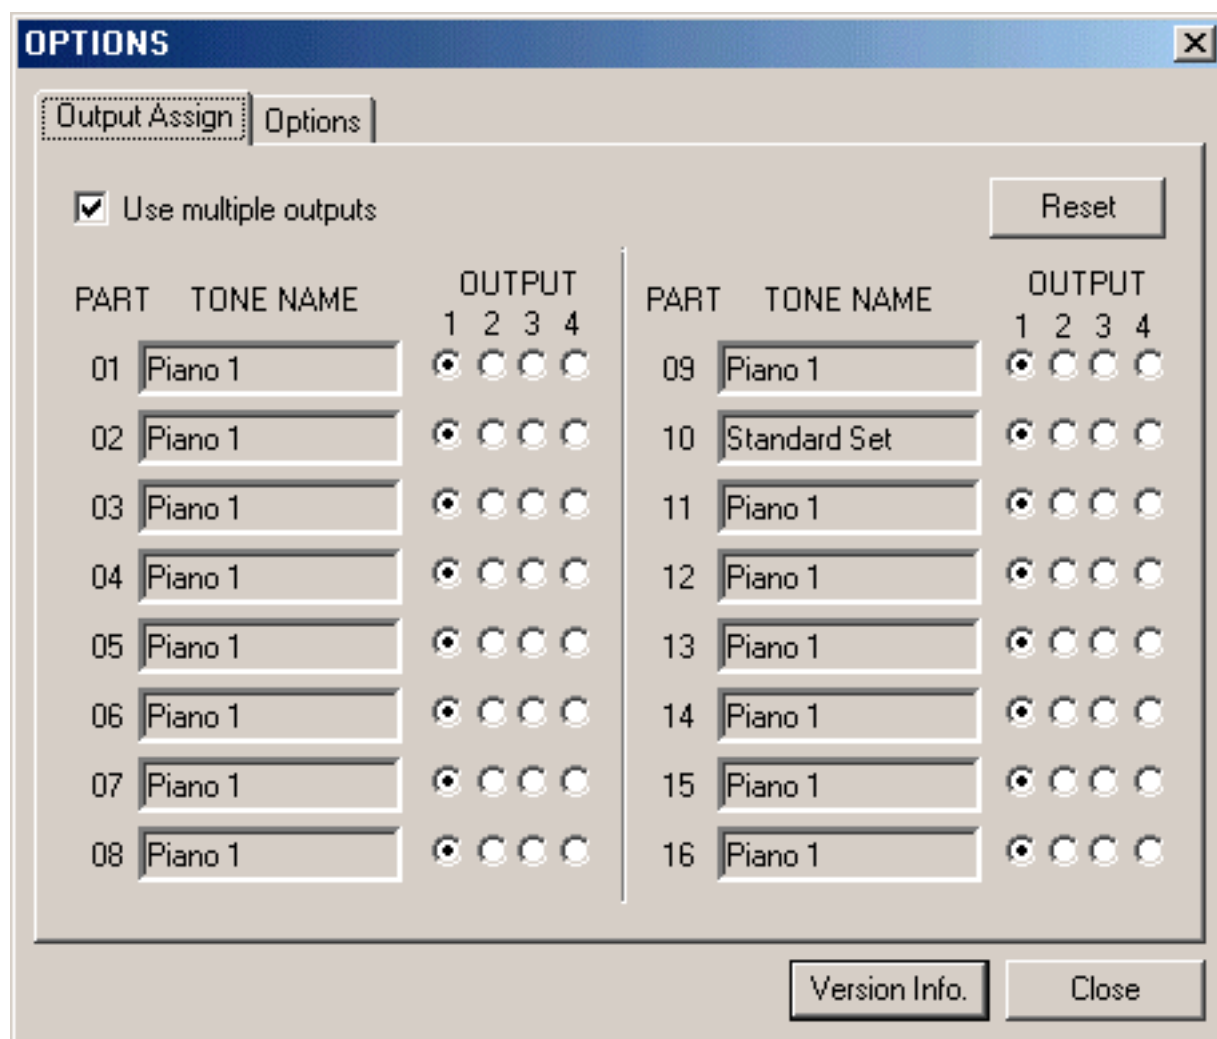 OPTIONS
Output Assign Options
Use multiple outputs Reset
PART TONE NAME OUTPUT PART TONE NAME OUTPUT
1 2 3 4 1 2 3 4
01 Piano 1 09 Piano 1
02 Piano 1 10 Standard Set
03 Piano 1 11 Piano 1
04 Piano 1 12 Piano 1
05 Piano 1 13 Piano 1
06 Piano 1 14 Piano 1
07 Piano 1 15 Piano 1
08 Piano 1 16 Piano 1
Version Info. Close